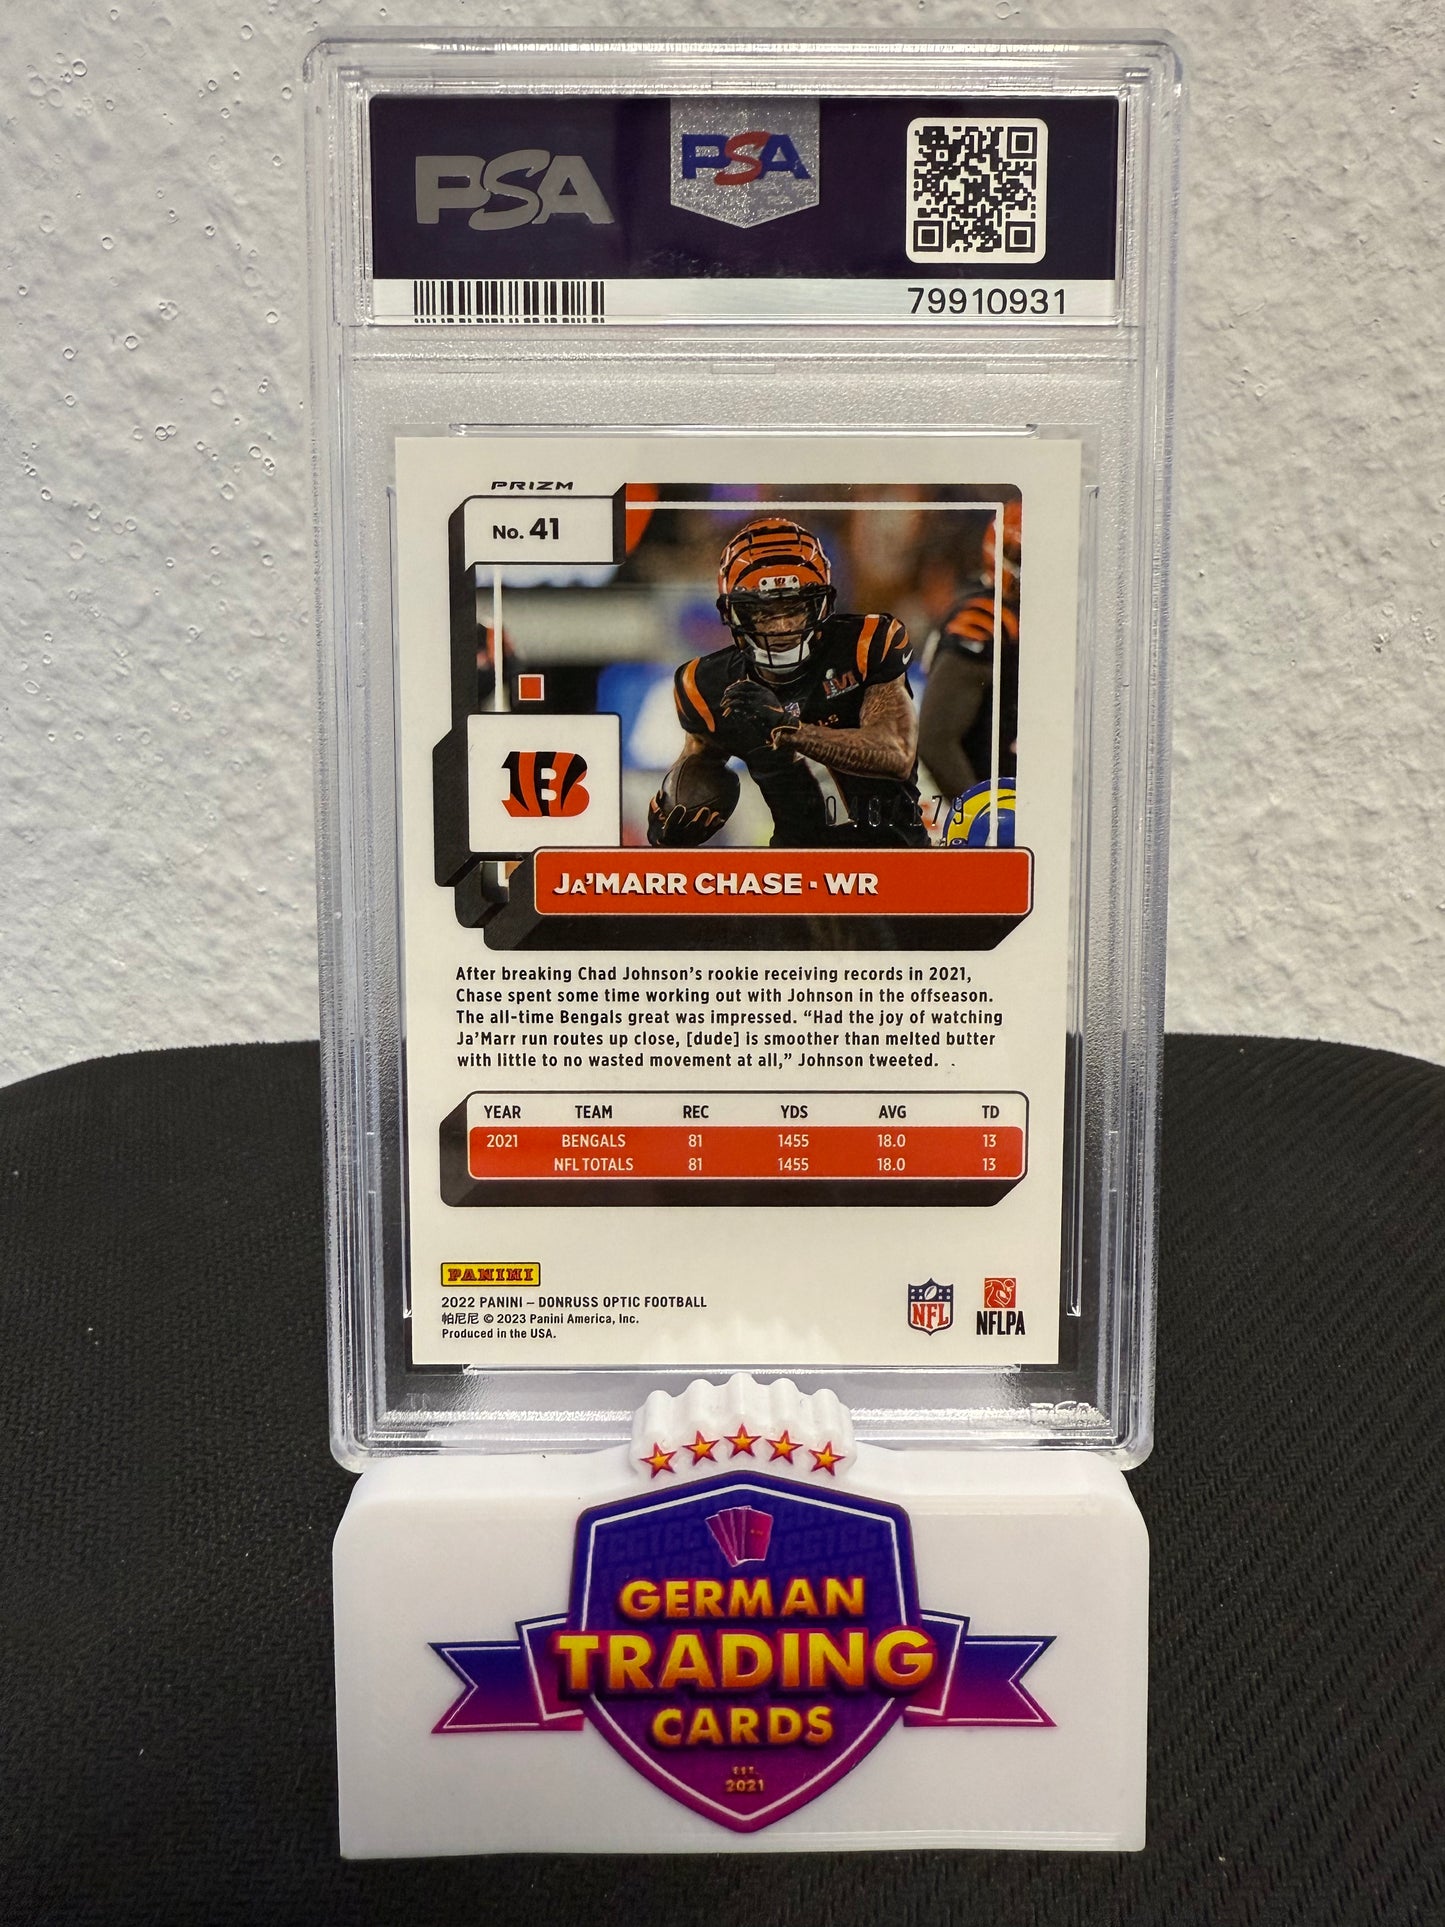 PSA
PSA
79910931
PRIZM
No. 41
B
JA'MARR CHASE · WR
After breaking Chad Johnson's rookie receiving records in 2021,
Chase spent some time working out with Johnson in the offseason.
The all-time Bengals great was impressed. "Had the joy of watching
Ja'Marr run routes up close, [dude] is smoother than melted butter
with little to no wasted movement at all," Johnson tweeted.
YEAR TEAM REC YDS AVG TD
2021 BENGALS 81 1455 18.0 13
NFL TOTALS 81 1455 18.0 13
PANINI
2022 PANINI – DONRUSS OPTIC FOOTBALL
帕尼尼 © 2023 Panini America, Inc.
Produced in the USA.
NFL
NFLPA
PSA
GERMAN
TRADING
CARDS
EST.
2021